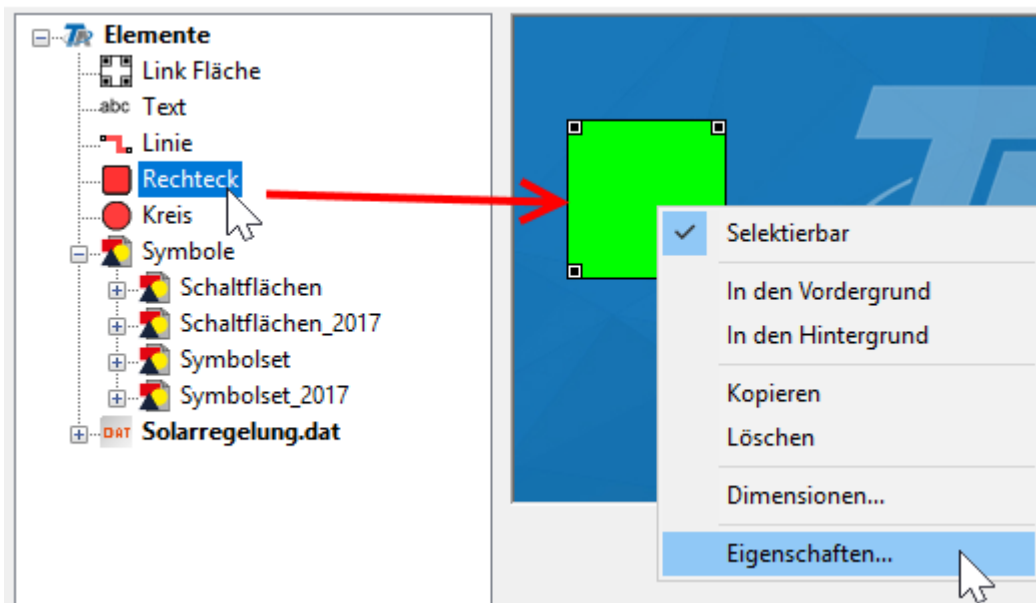 Elemente
Link Fläche
abc Text
Linie
Rechteck
Kreis
Symbole
Schaltflächen
Schaltflächen_2017
Symbolset
Symbolset_2017
DAT Solarregelung.dat
Selektierbar
In den Vordergrund
In den Hintergrund
Kopieren
Löschen
Dimensionen...
Eigenschaften...